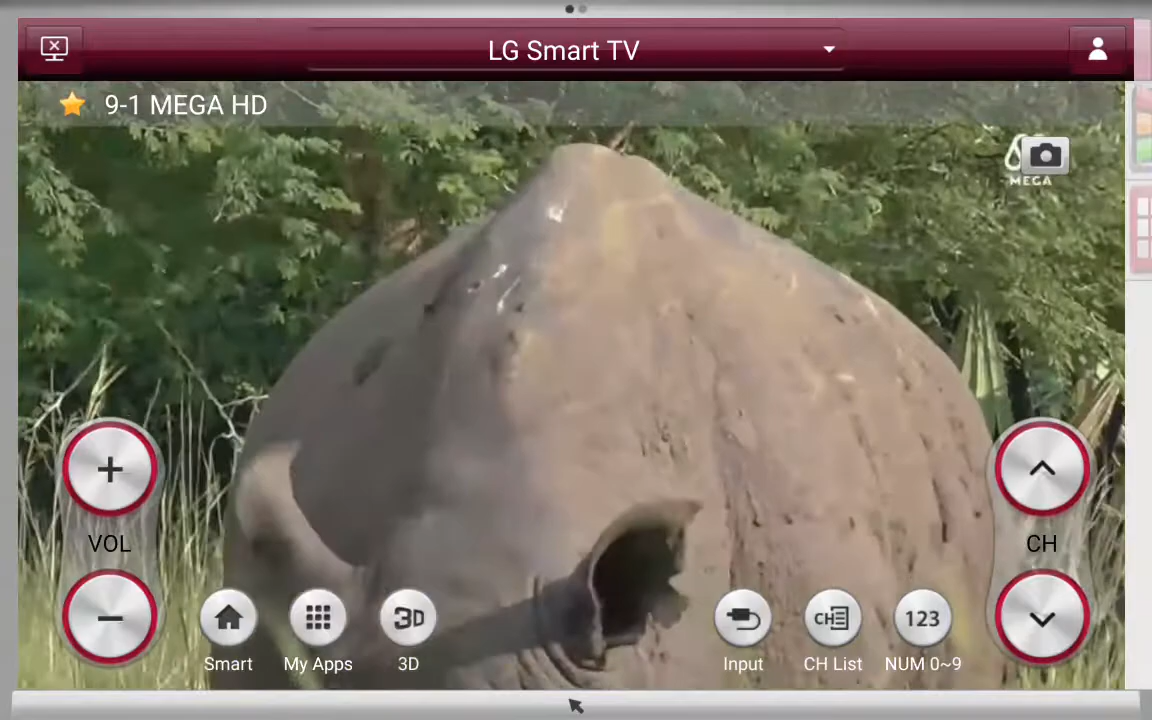 LG Smart TV
9-1 MEGA HD
MEGA
VOL
CH
3D
CH
123
Smart
My Apps
3D
Input
CH List
NUM 0~9